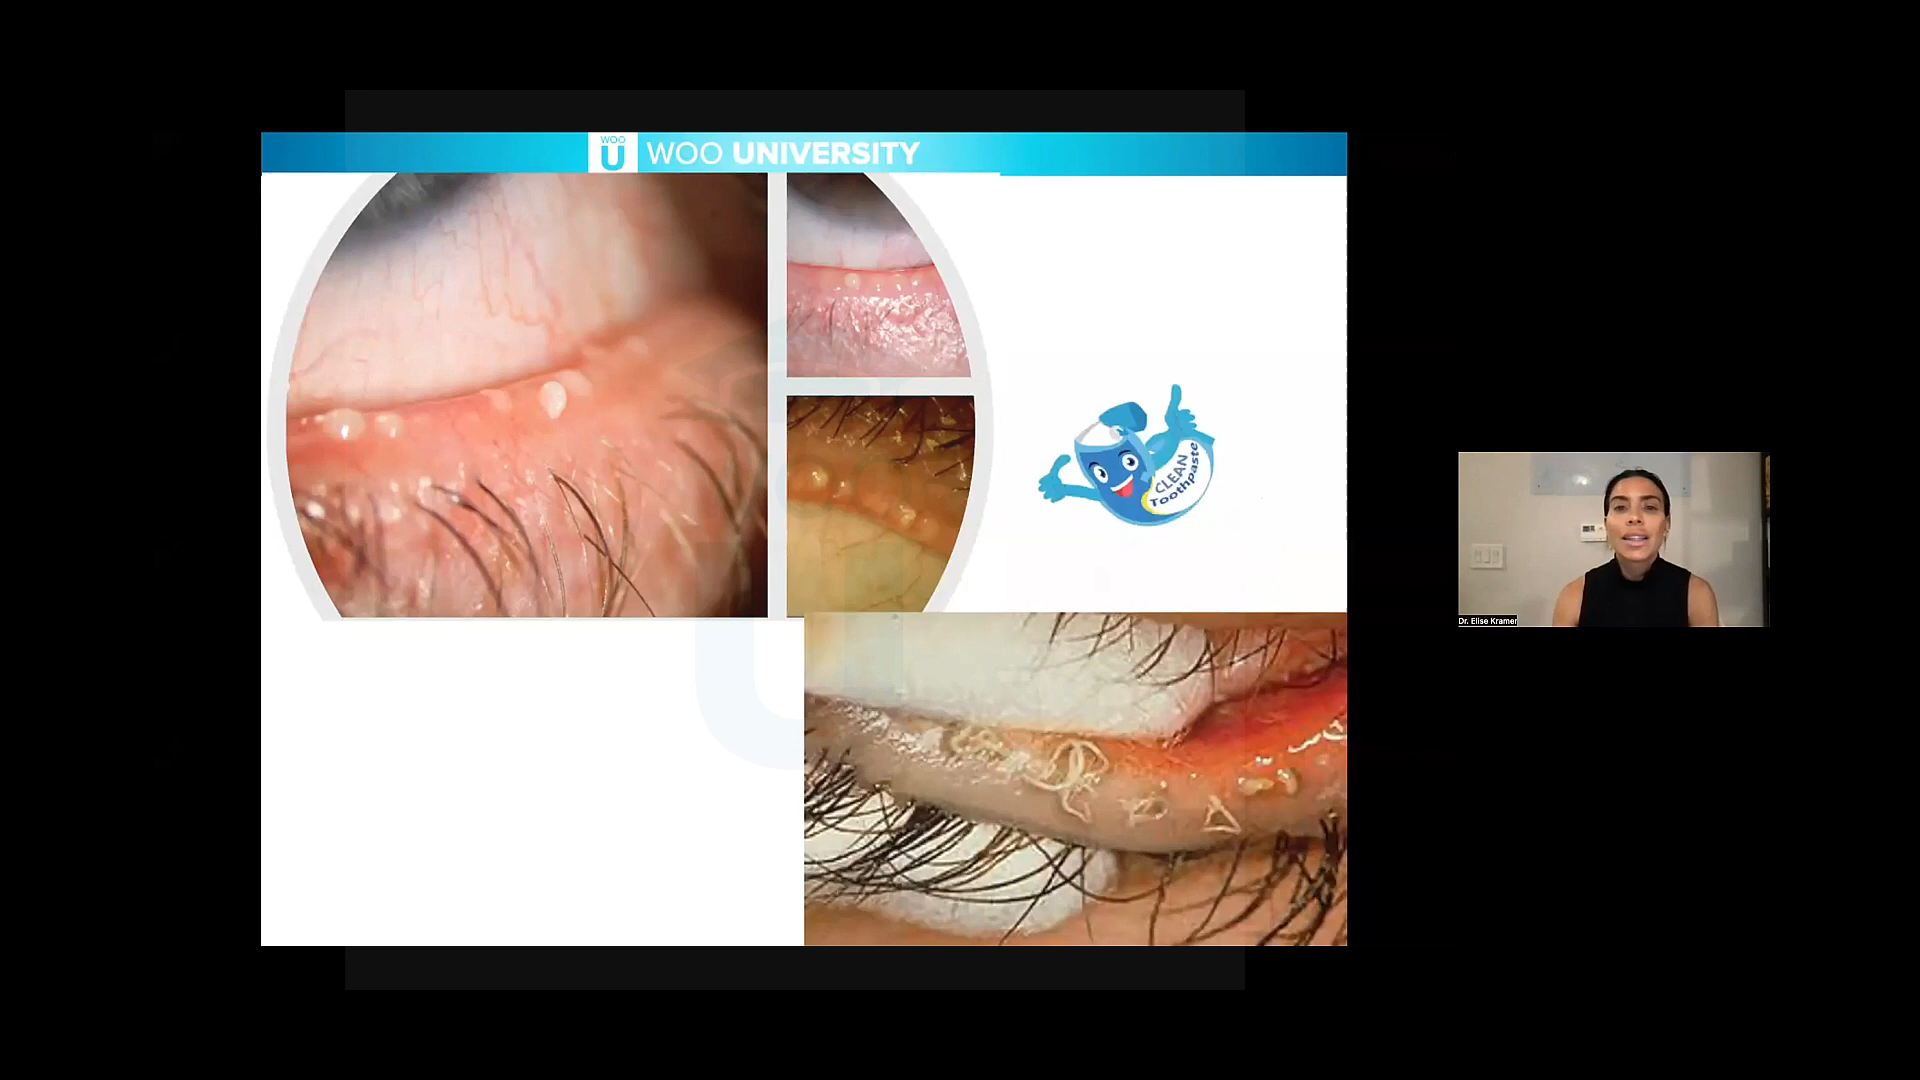 WOO
U
WOO UNIVERSITY
CLEAN
Toothpaste
Dr. Elise Kramer